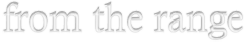 from the range